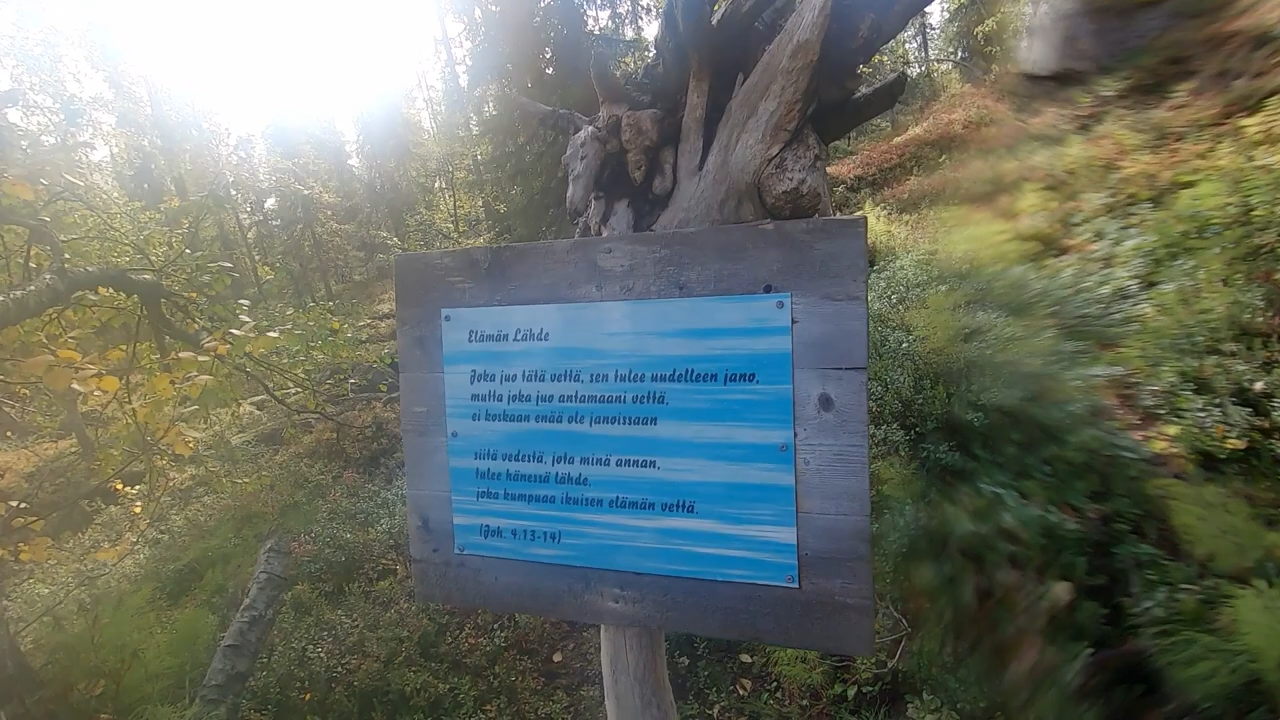 Elämän Lähde
Joka juo tätä vettä, sen tulee uudelleen jano,
mutta joka juo antamaani vettä,
ei koskaan enää ole janoissaan
siitä vedestä, jota minä annan,
tulee hänessä lähde,
joka kumpuaa ikuisen elämän vettä.
(Joh. 4:13-14)